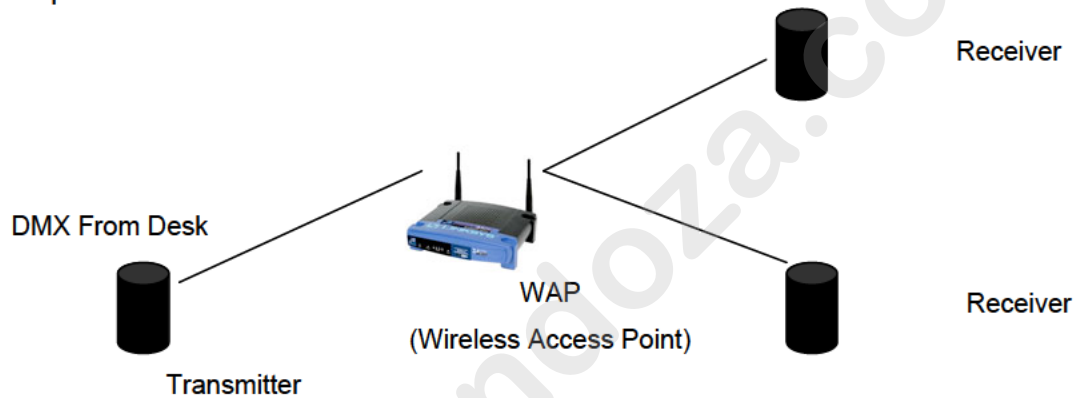 Receiver
DMX From Desk
WAP
(Wireless Access Point)
Receiver
Transmitter